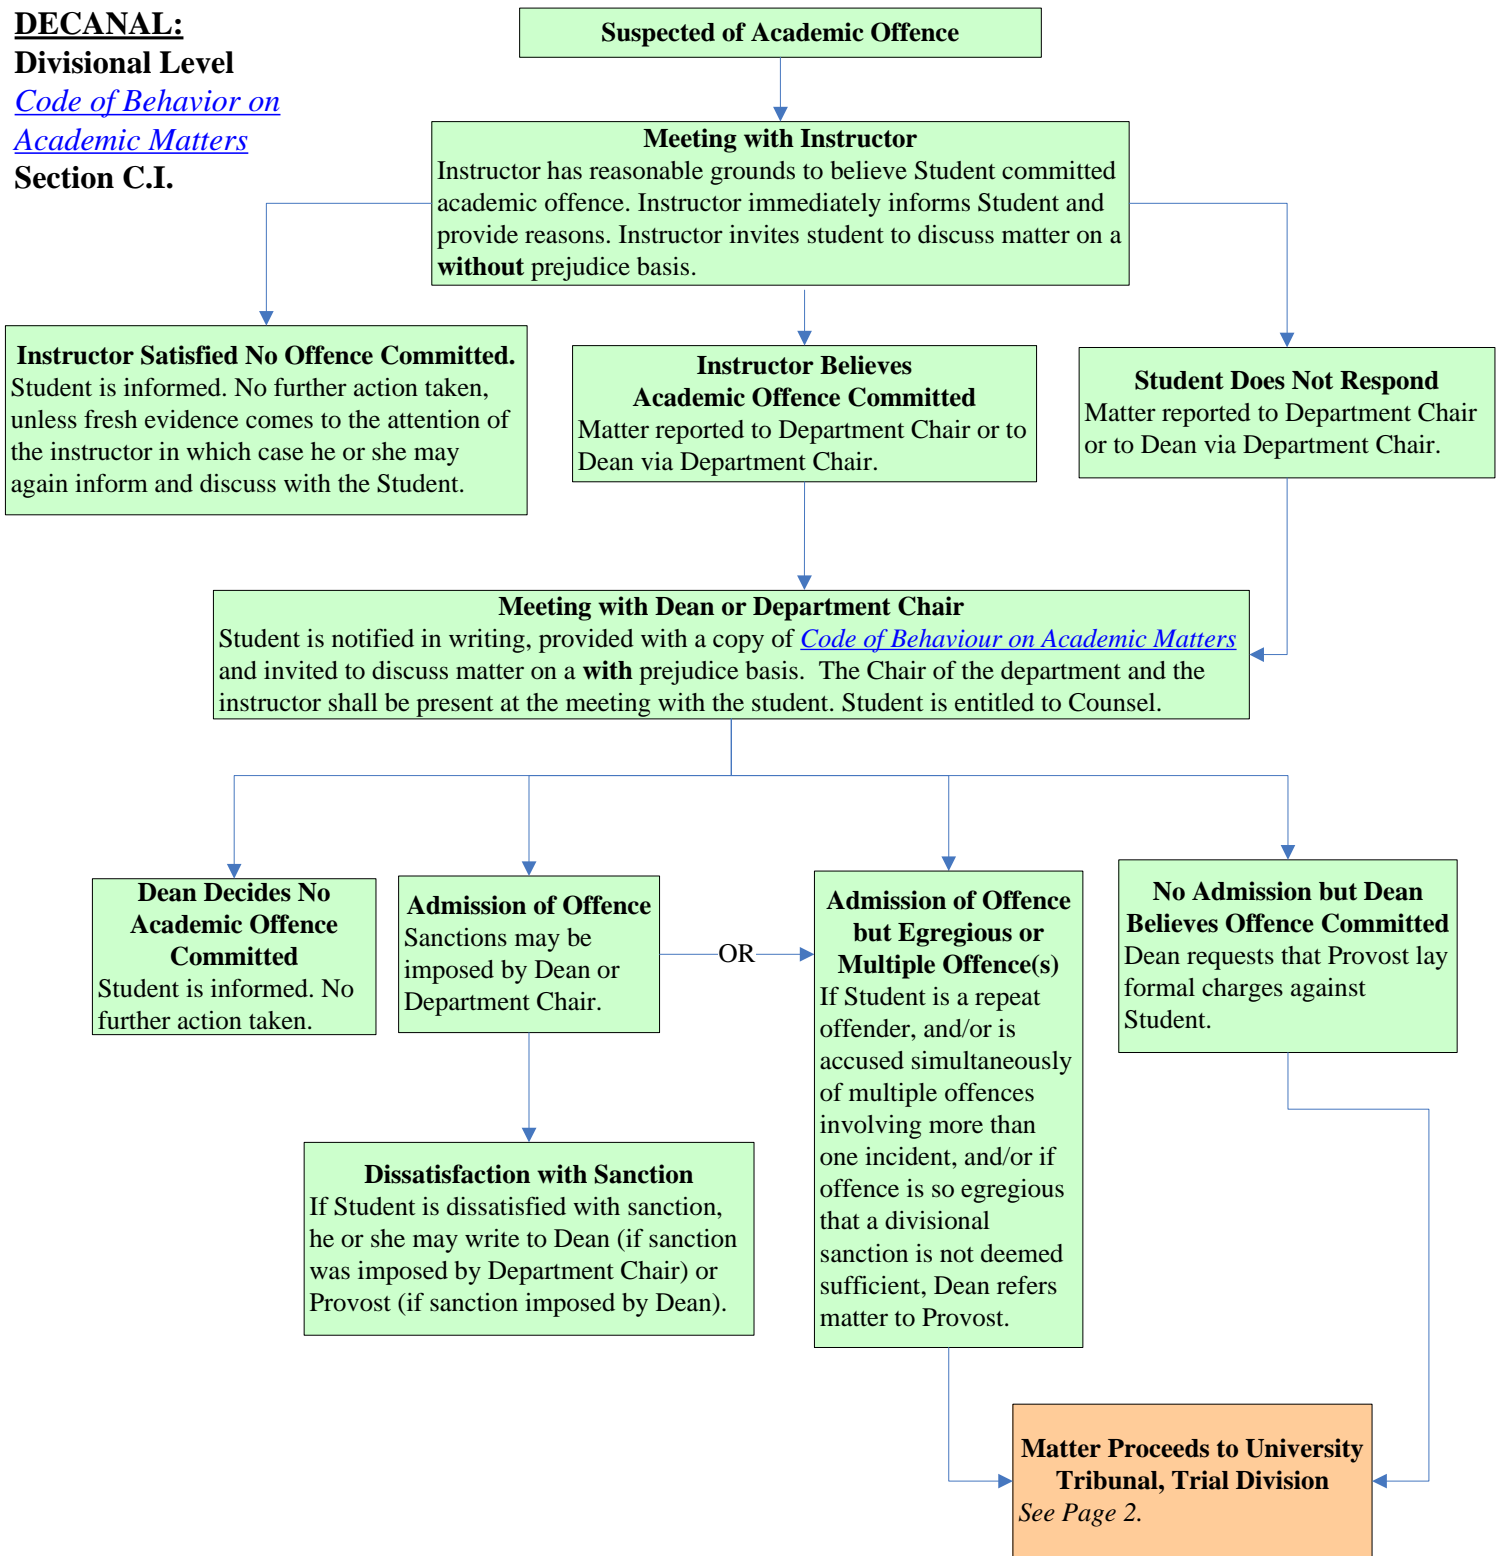 DECANAL:
Divisional Level
Code of Behavior on
Academic Matters
Section C.I.
Suspected of Academic Offence
Meeting with Instructor
Instructor has reasonable grounds to believe Student committed
academic offence. Instructor immediately informs Student and
provide reasons. Instructor invites student to discuss matter on a
without prejudice basis.
Instructor Satisfied No Offence Committed.
Student is informed. No further action taken,
unless fresh evidence comes to the attention of
the instructor in which case he or she may
again inform and discuss with the Student.
Instructor Believes
Academic Offence Committed
Matter reported to Department Chair or to
Dean via Department Chair.
Student Does Not Respond
Matter reported to Department Chair
or to Dean via Department Chair.
Meeting with Dean or Department Chair
Student is notified in writing, provided with a copy of Code of Behaviour on Academic Matters
and invited to discuss matter on a with prejudice basis.  The Chair of the department and the
instructor shall be present at the meeting with the student. Student is entitled to Counsel.
Dean Decides No
Academic Offence
Committed
Student is informed. No
further action taken.
Admission of Offence
Sanctions may be
imposed by Dean or
Department Chair.
OR
Admission of Offence
but Egregious or
Multiple Offence(s)
If Student is a repeat
offender, and/or is
accused simultaneously
of multiple offences
involving more than
one incident, and/or if
offence is so egregious
that a divisional
sanction is not deemed
sufficient, Dean refers
matter to Provost.
No Admission but Dean
Believes Offence Committed
Dean requests that Provost lay
formal charges against
Student.
Dissatisfaction with Sanction
If Student is dissatisfied with sanction,
he or she may write to Dean (if sanction
was imposed by Department Chair) or
Provost (if sanction imposed by Dean).
Matter Proceeds to University
Tribunal, Trial Division
See Page 2.